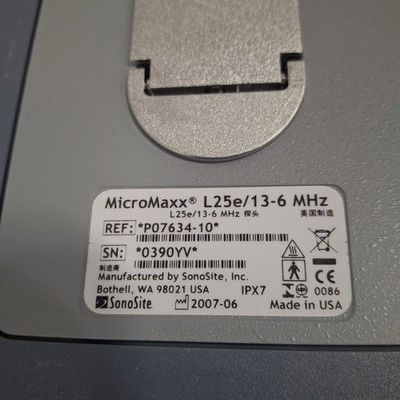 MicroMaxx® L25e/13-6 MHz
L25e/13-6 MHz 探头 美国制造
REF: *P07634-10*
SN: *0390YV*
制造商
Manufactured by SonoSite, Inc.
Bothell, WA 98021 USA IPX7 0086
SonoSite 2007-06 Made in USA